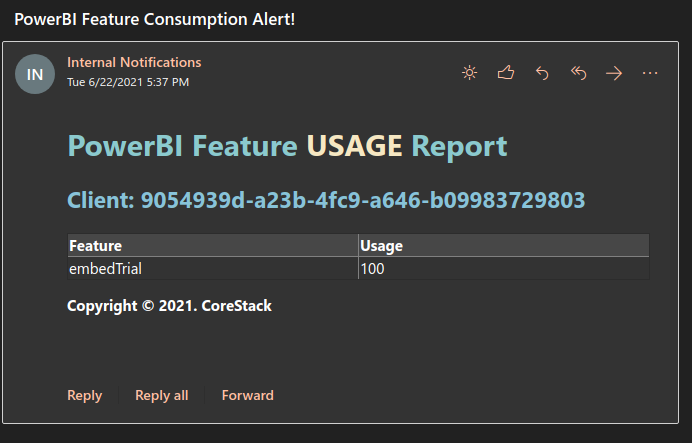 PowerBI Feature Consumption Alert!
IN
Internal Notifications
Tue 6/22/2021 5:37 PM
PowerBI Feature USAGE Report
Client: 9054939d-a23b-4fc9-a646-b09983729803
Feature Usage
embedTrial 100
Copyright © 2021. CoreStack
Reply Reply all Forward